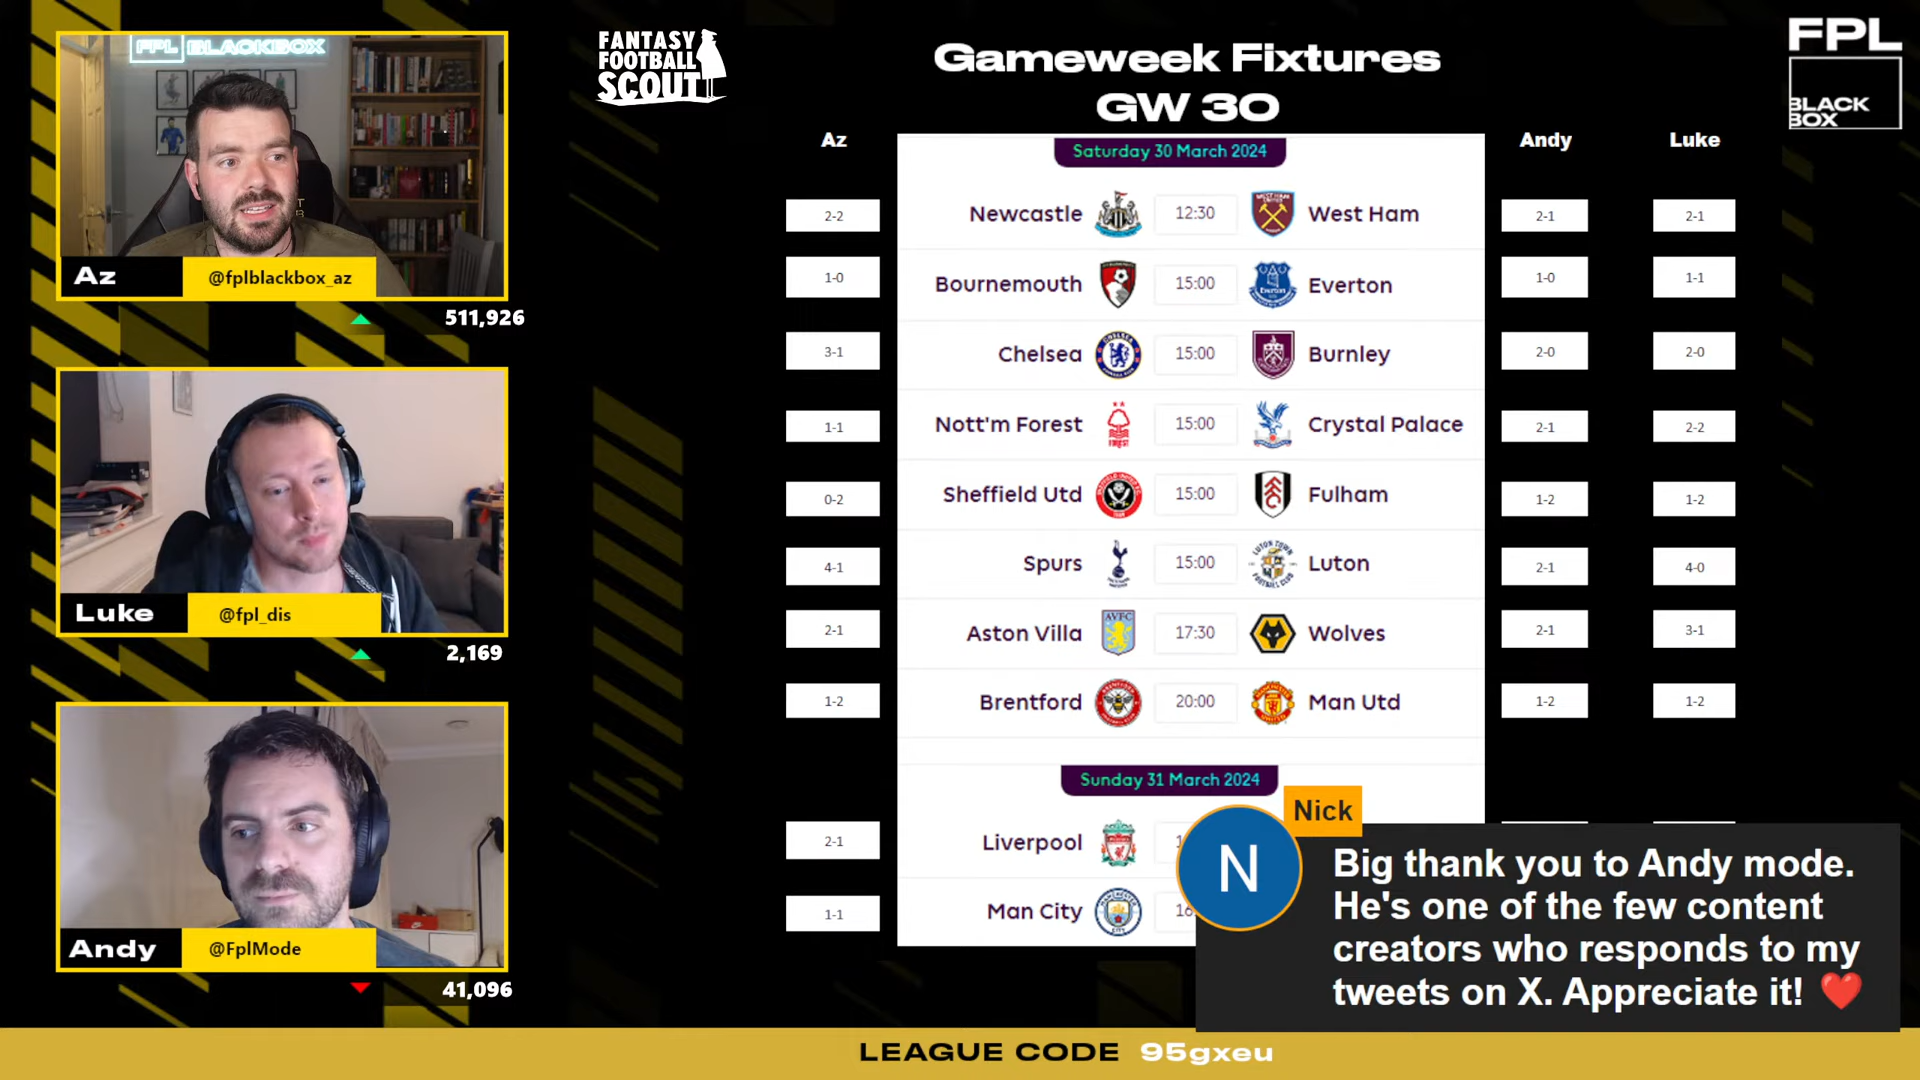 FPL BLACKBOX
Az
@fplblackbox_az
511,926
Luke
@fpl_dis
2,169
Andy
@FplMode
41,096
FANTASY
FOOTBALL
SCOUT
Gameweek Fixtures
GW 30
FPL
BLACK
BOX
Az
Andy
Luke
Saturday 30 March 2024
2-2 Newcastle 12:30 West Ham 2-1 2-1
1-0 Bournemouth 15:00 Everton 1-0 1-1
3-1 Chelsea 15:00 Burnley 2-0 2-0
1-1 Nott'm Forest 15:00 Crystal Palace 2-1 2-2
0-2 Sheffield Utd 15:00 Fulham 1-2 1-2
4-1 Spurs 15:00 Luton 2-1 4-0
2-1 Aston Villa 17:30 Wolves 2-1 3-1
1-2 Brentford 20:00 Man Utd 1-2 1-2
Sunday 31 March 2024
2-1 Liverpool
1-1 Man City
Nick
N
Big thank you to Andy mode.
He's one of the few content
creators who responds to my
tweets on X. Appreciate it! ❤️
LEAGUE CODE 95gxeu